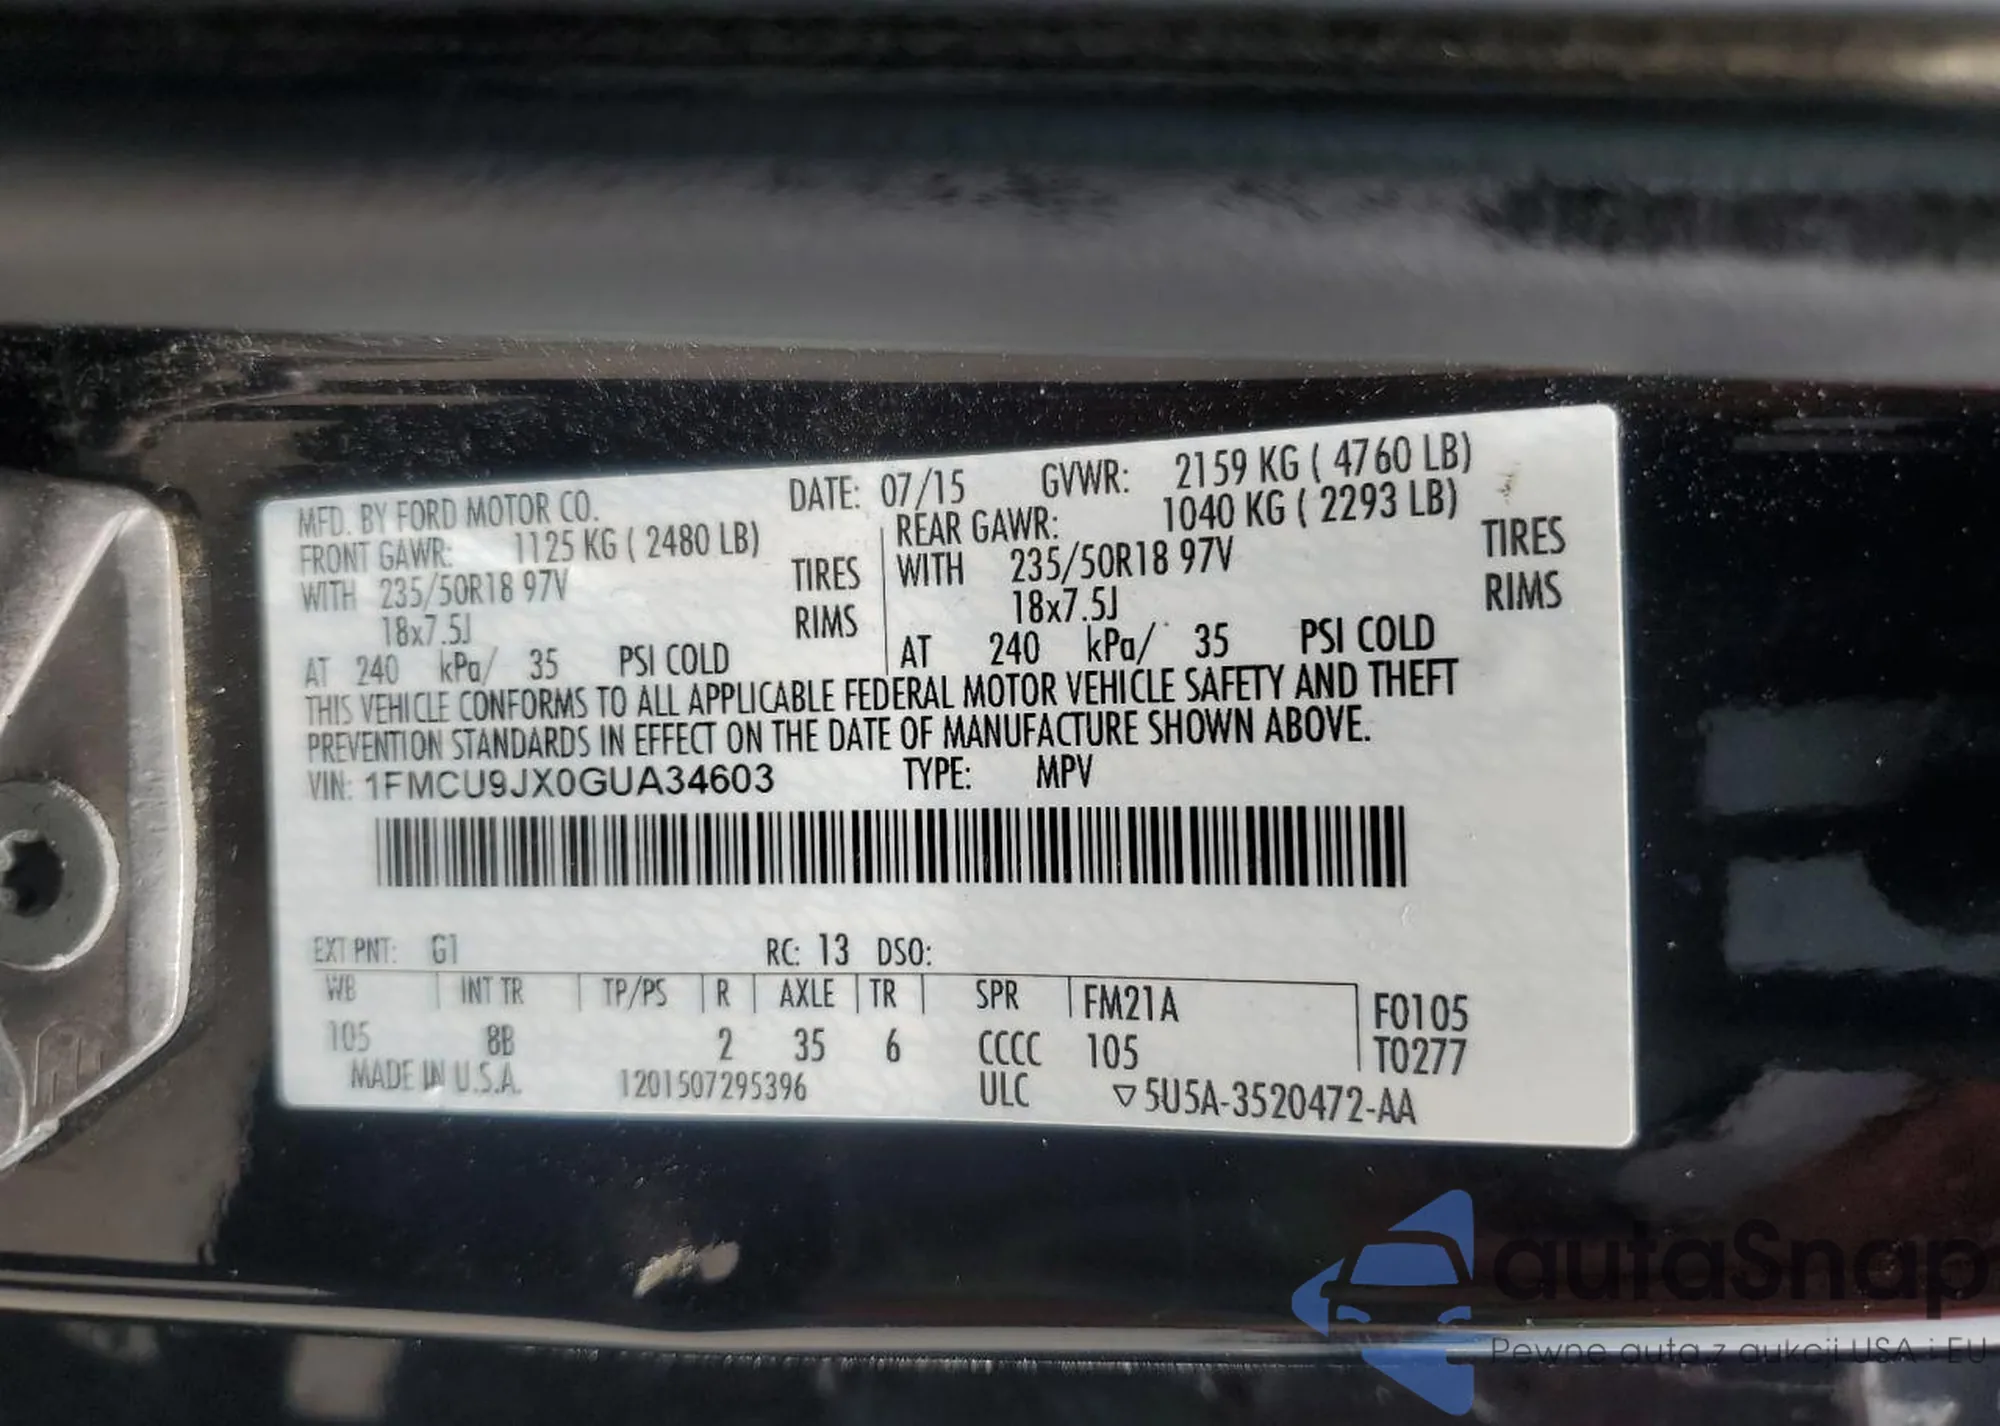 MFD. BY FORD MOTOR CO. DATE: 07/15 GVWR: 2159 KG ( 4760 LB)
FRONT GAWR: 1125 KG ( 2480 LB) REAR GAWR: 1040 KG ( 2293 LB)
WITH 235/50R18 97V TIRES WITH 235/50R18 97V TIRES
18x7.5J RIMS 18x7.5J RIMS
AT 240 kPa/ 35 PSI COLD AT 240 kPa/ 35 PSI COLD
THIS VEHICLE CONFORMS TO ALL APPLICABLE FEDERAL MOTOR VEHICLE SAFETY AND THEFT
PREVENTION STANDARDS IN EFFECT ON THE DATE OF MANUFACTURE SHOWN ABOVE.
VIN: 1FMCU9JX0GUA34603 TYPE: MPV
EXT PNT: G1 RC: 13 DSO:
WB INT TR TP/PS R AXLE TR SPR FM21A F0105
105 8B 2 35 6 CCCC 105 T0277
MADE IN U.S.A. 1201507295396 ULC ▽5U5A-3520472-AA
autaSnap
Pewne auta z aukcji USA i EU